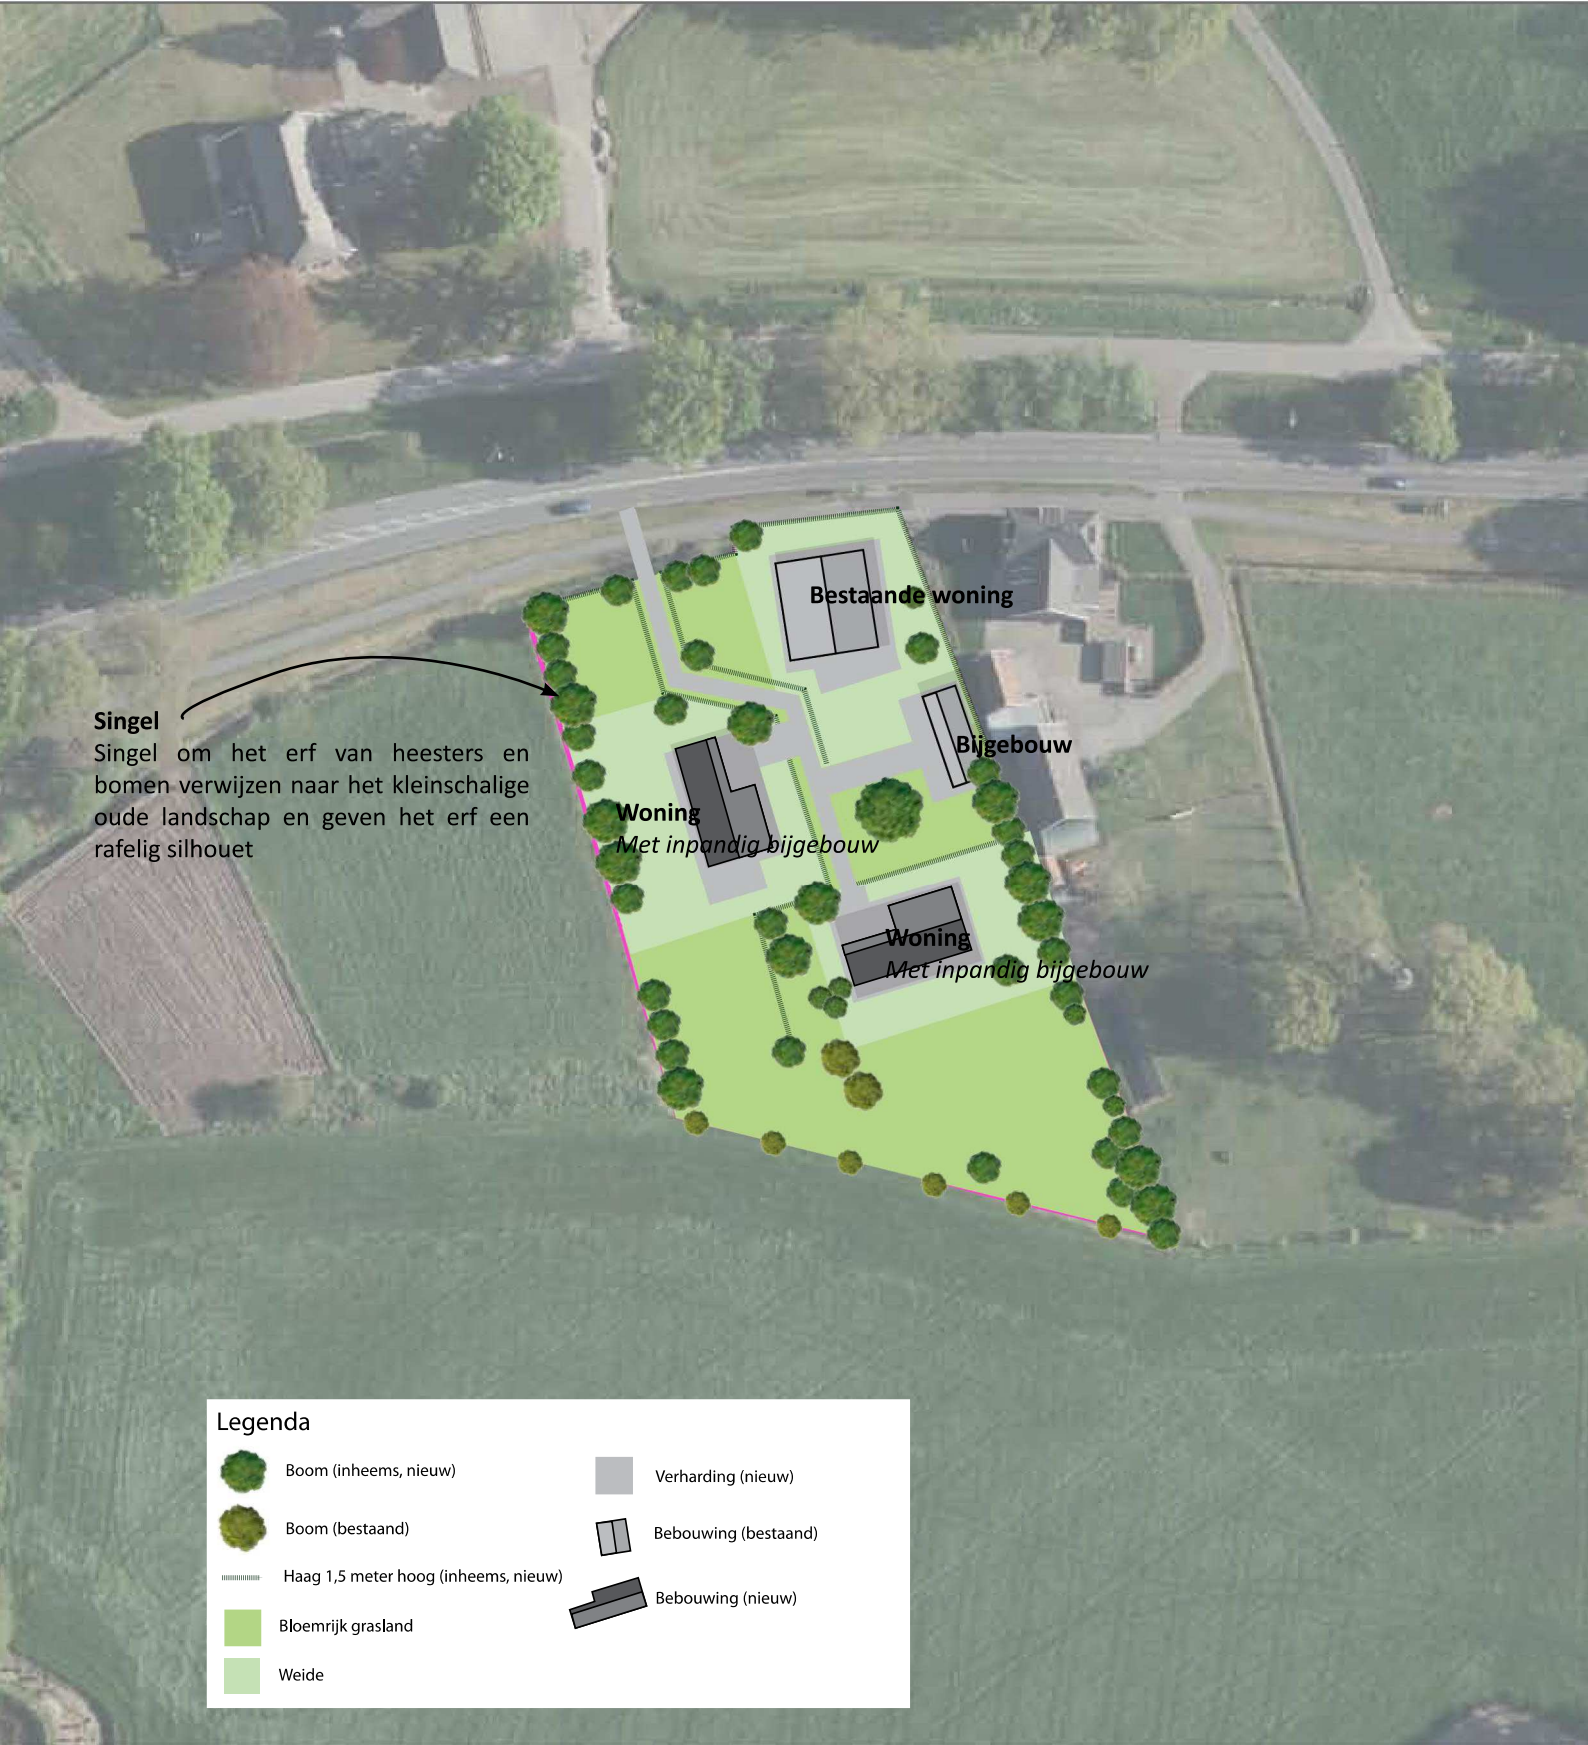 Bestaande woning
Singel
Singel om het erf van heesters en
bomen verwijzen naar het kleinschalige
oude landschap en geven het erf een
rafelig silhouet
Bijgebouw
Woning
Met inpandig bijgebouw
Woning
Met inpandig bijgebouw
Legenda
Boom (inheems, nieuw)
Boom (bestaand)
Haag 1,5 meter hoog (inheems, nieuw)
Bloemrijk grasland
Weide
Verharding (nieuw)
Bebouwing (bestaand)
Bebouwing (nieuw)